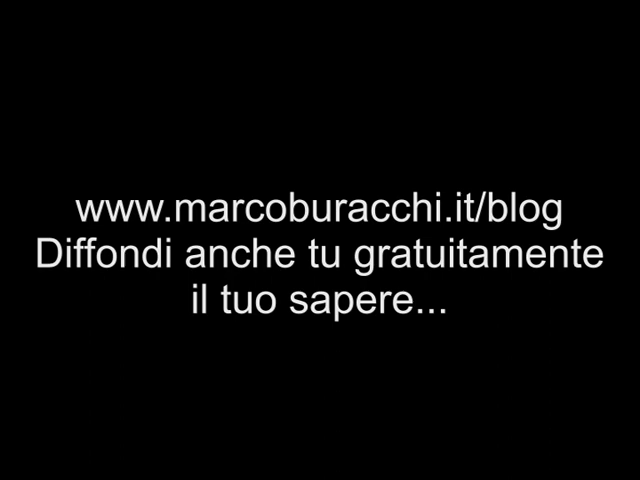 www.marcoburacchi.it/blog
Diffondi anche tu gratuitamente
il tuo sapere...